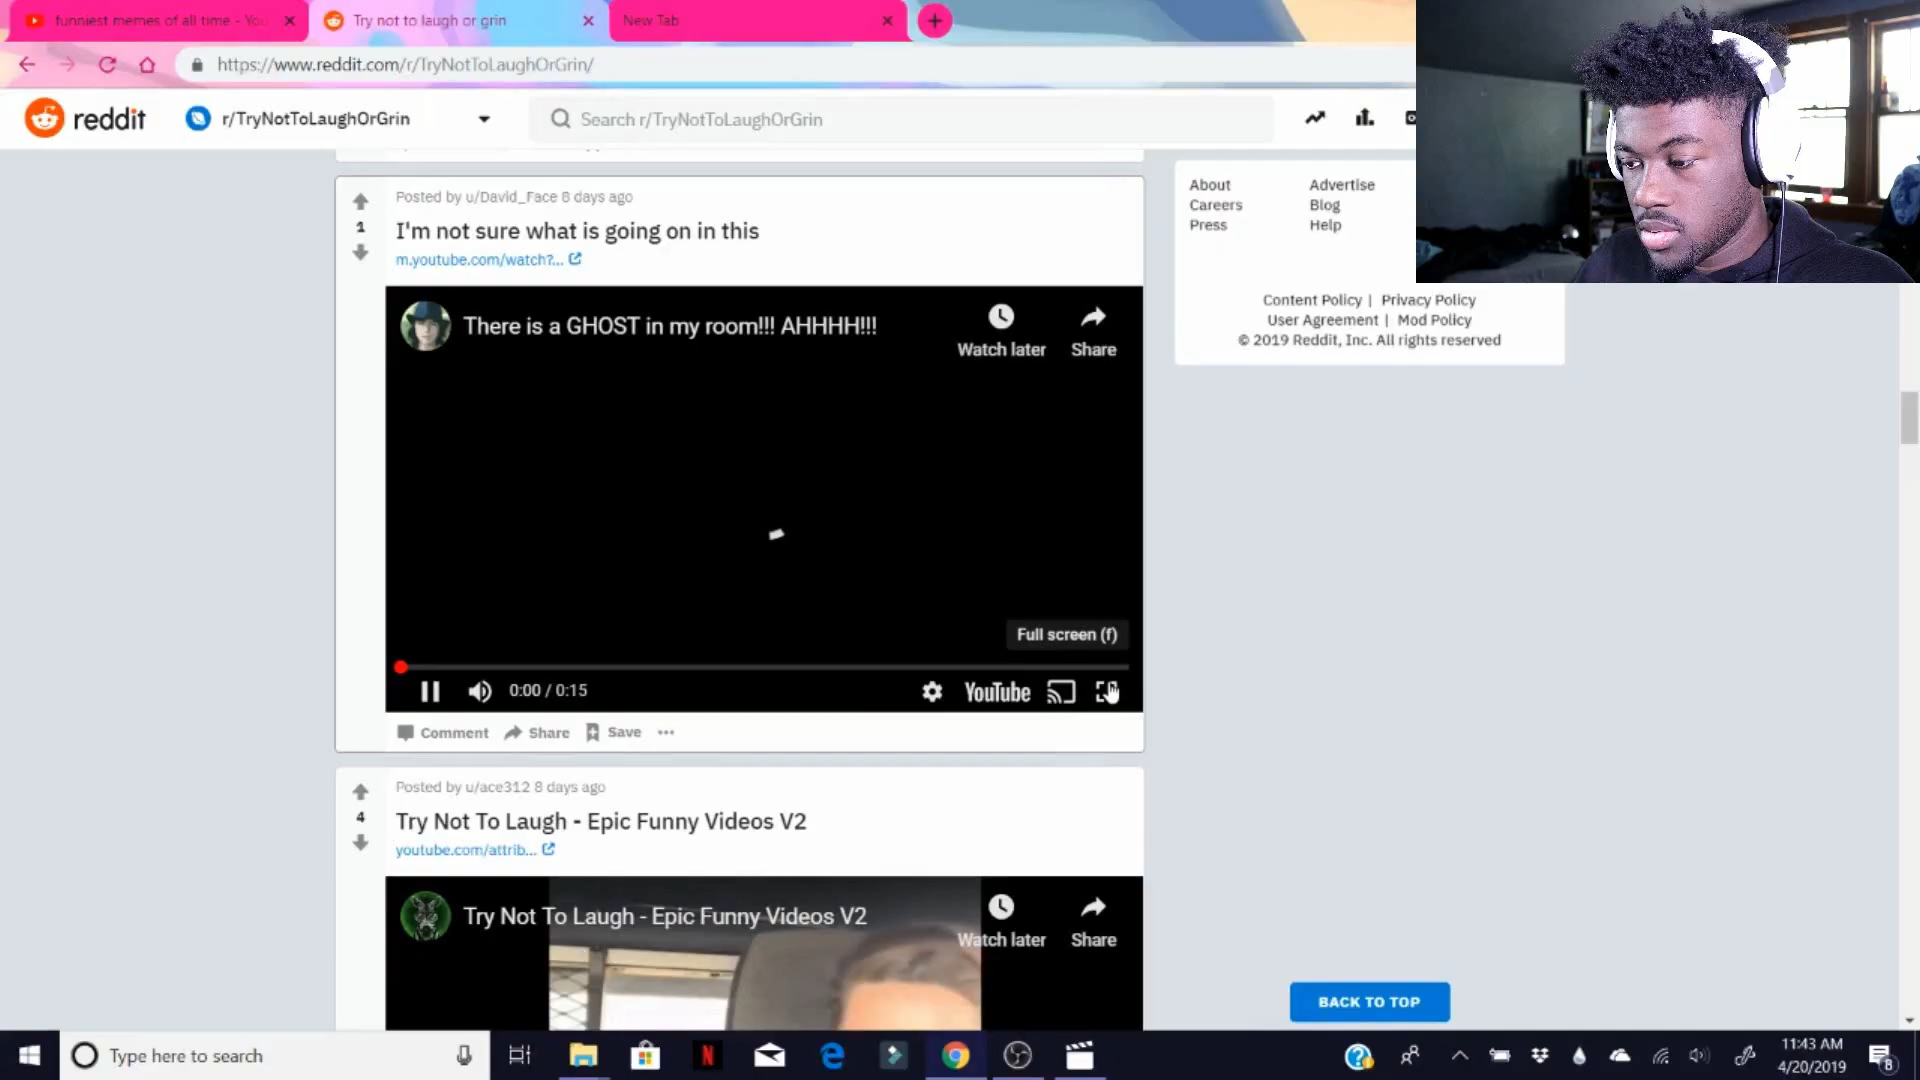 funniest memes of all time - You
Try not to laugh or grin
New Tab
https://www.reddit.com/r/TryNotToLaughOrGrin/
reddit
r/TryNotToLaughOrGrin
Search r/TryNotToLaughOrGrin
Posted by u/David_Face 8 days ago
1
I'm not sure what is going on in this
m.youtube.com/watch?...
There is a GHOST in my room!!! AHHHH!!!
Watch later
Share
Full screen (f)
0:00 / 0:15
YouTube
Comment
Share
Save
Posted by u/ace312 8 days ago
4
Try Not To Laugh - Epic Funny Videos V2
youtube.com/attrib...
Try Not To Laugh - Epic Funny Videos V2
Watch later
Share
About
Advertise
Careers
Blog
Press
Help
Content Policy | Privacy Policy
User Agreement | Mod Policy
© 2019 Reddit, Inc. All rights reserved
BACK TO TOP
Type here to search
11:43 AM
4/20/2019
8